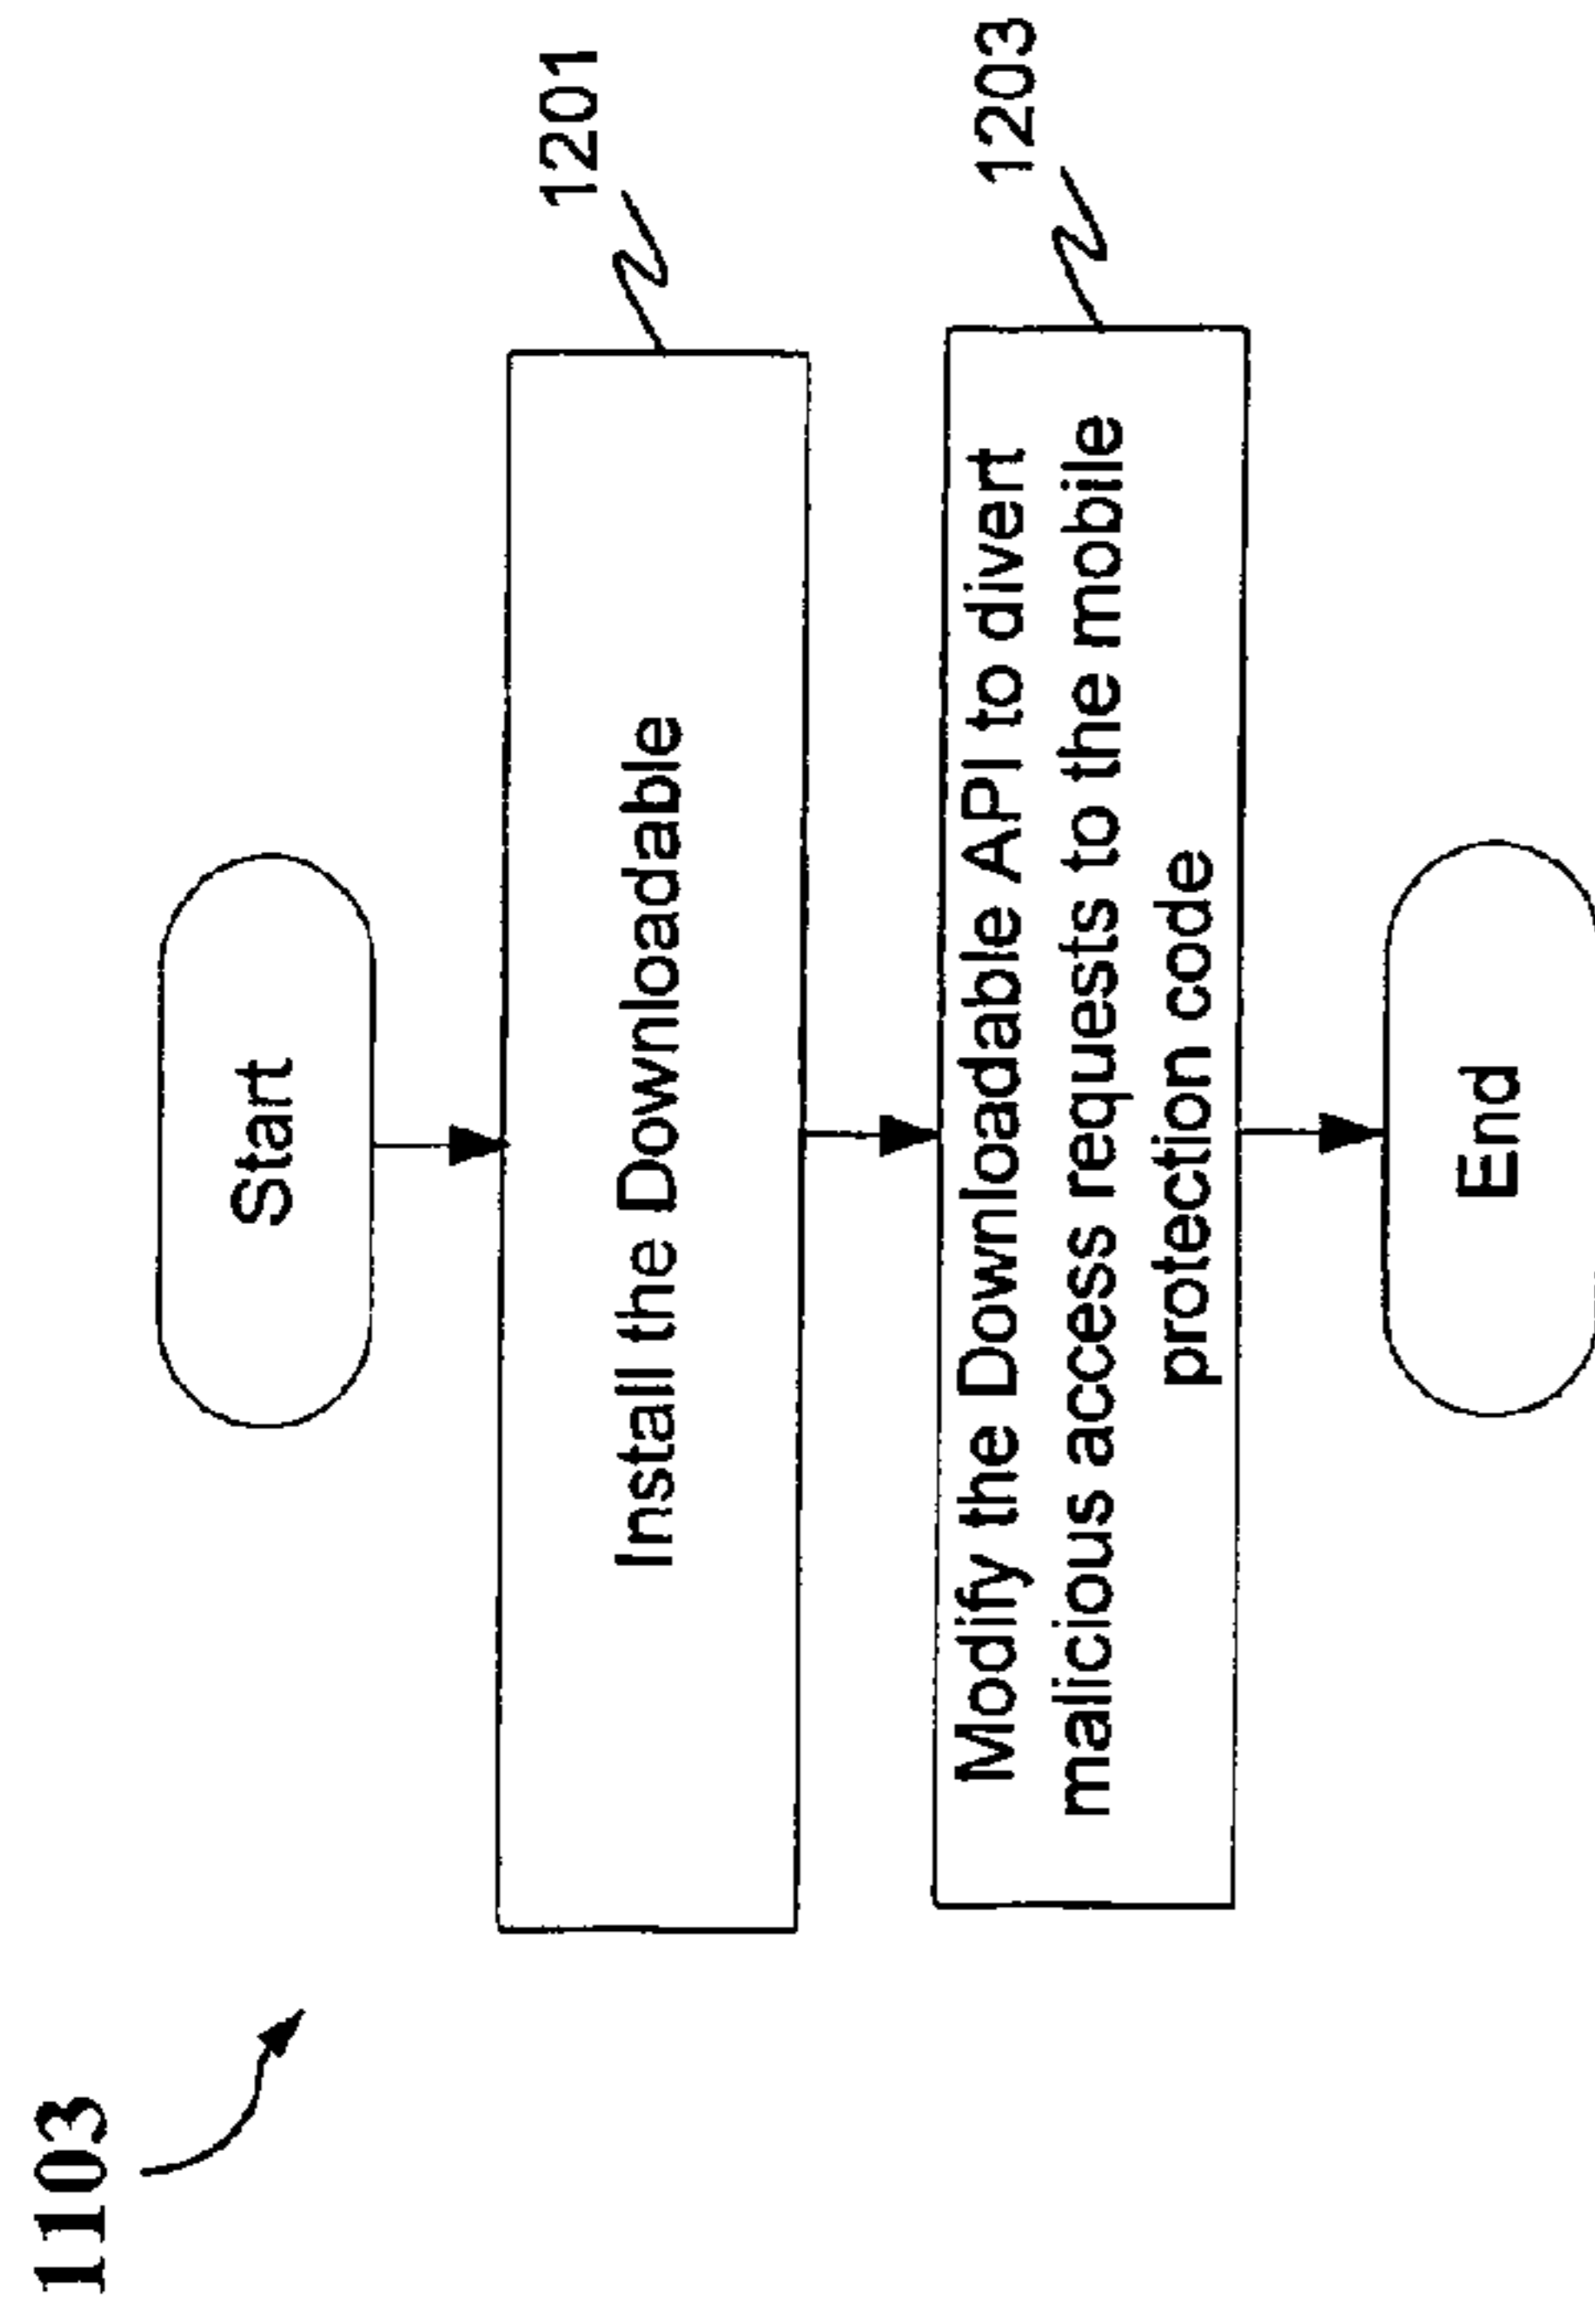 1103
Start
Install the Downloadable
1201
Modify the Downloadable API to divert
malicious access requests to the mobile
protection code
1203
End